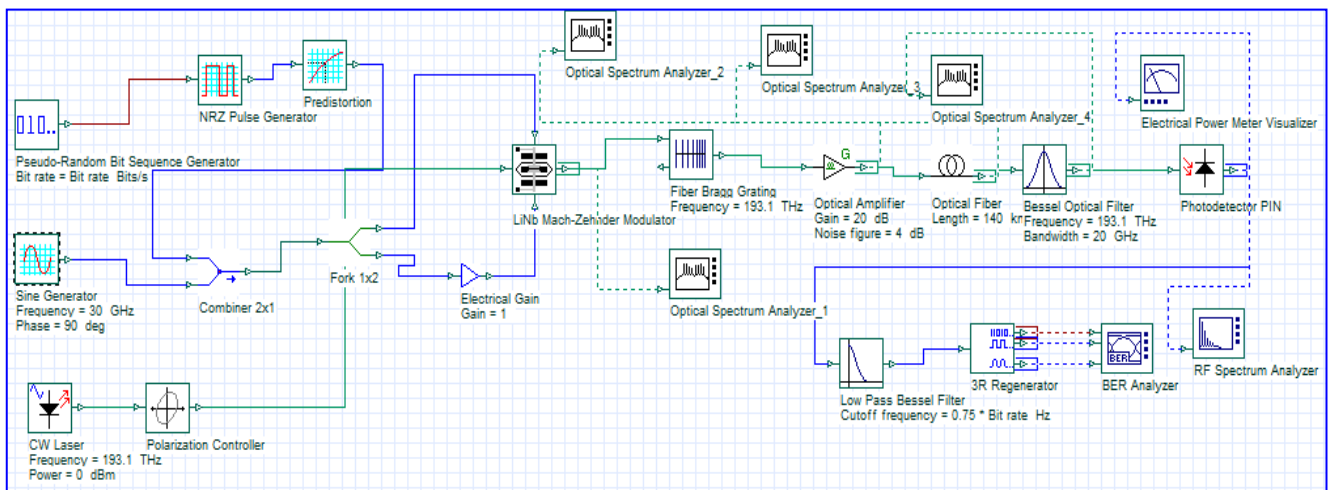 Optical Spectrum Analyzer_2
Optical Spectrum Analyzer_3
Optical Spectrum Analyzer_4
Electrical Power Meter Visualizer
010..
Pseudo-Random Bit Sequence Generator
Bit rate = Bit rate Bits/s
NRZ Pulse Generator
Predistortion
LiNb Mach-Zehnder Modulator
Fiber Bragg Grating
Frequency = 193.1 THz
G
Optical Amplifier
Gain = 20 dB
Noise figure = 4 dB
Optical Fiber
Length = 140 km
Bessel Optical Filter
Frequency = 193.1 THz
Bandwidth = 20 GHz
Photodetector PIN
Sine Generator
Frequency = 30 GHz
Phase = 90 deg
Combiner 2x1
Fork 1x2
Electrical Gain
Gain = 1
Optical Spectrum Analyzer_1
CW Laser
Frequency = 193.1 THz
Power = 0 dBm
Polarization Controller
Low Pass Bessel Filter
Cutoff frequency = 0.75 * Bit rate Hz
3R Regenerator
BER
BER Analyzer
RF Spectrum Analyzer